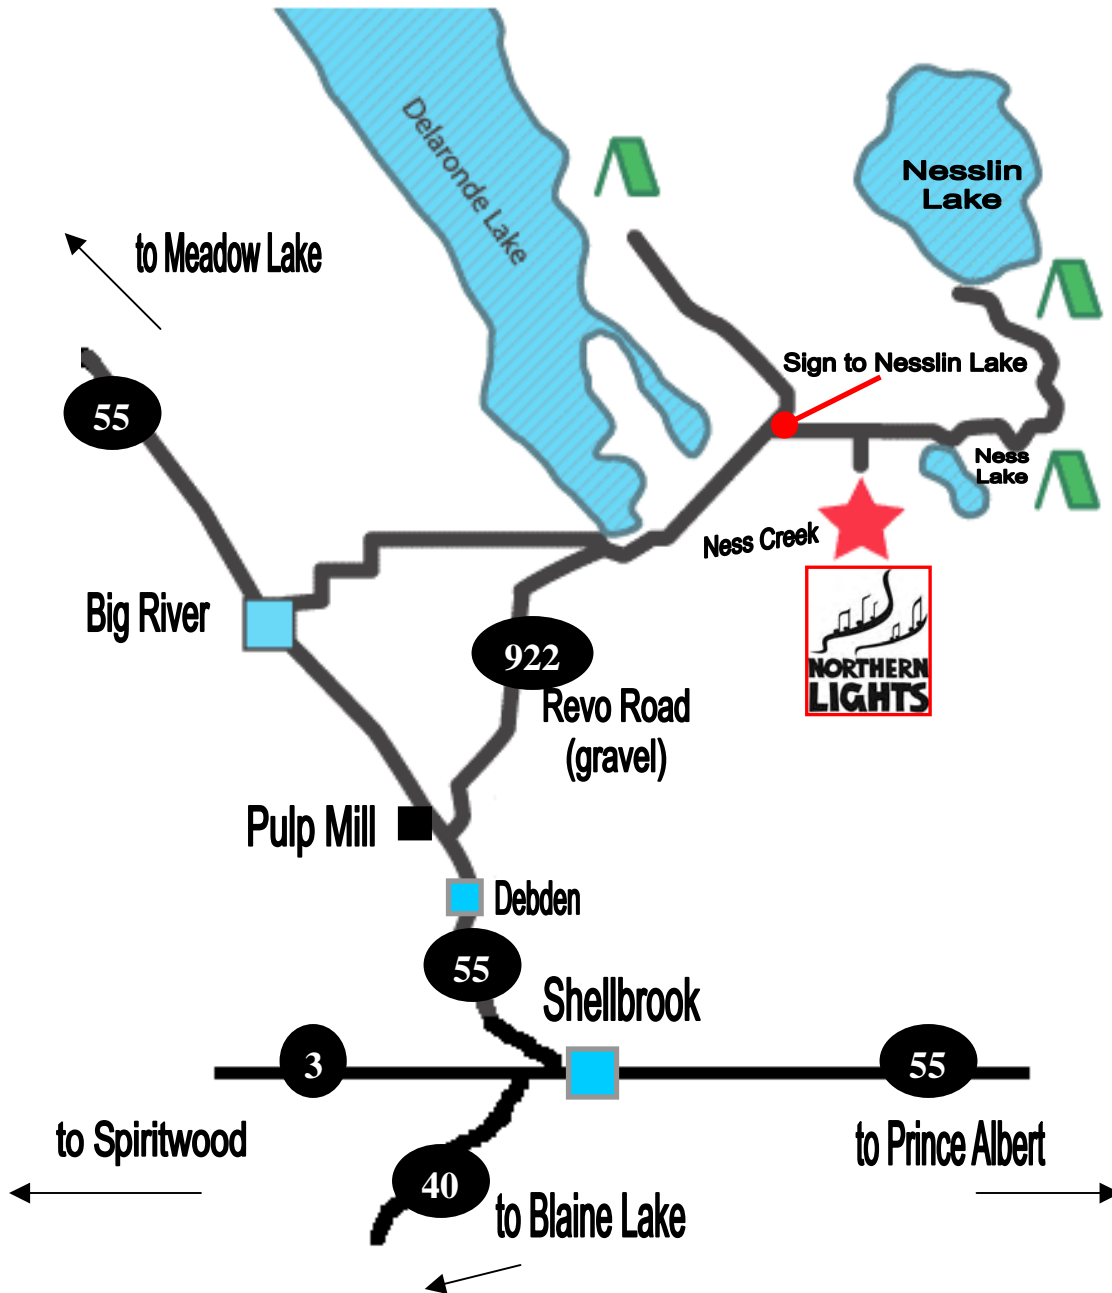 Delaronde Lake
Nesslin
Lake
to Meadow Lake
Sign to Nesslin Lake
55
Ness
Lake
Ness Creek
Big River
922
NORTHERN
LIGHTS
Revo Road
(gravel)
Pulp Mill
Debden
55
Shellbrook
3
55
to Spiritwood
to Prince Albert
40
to Blaine Lake